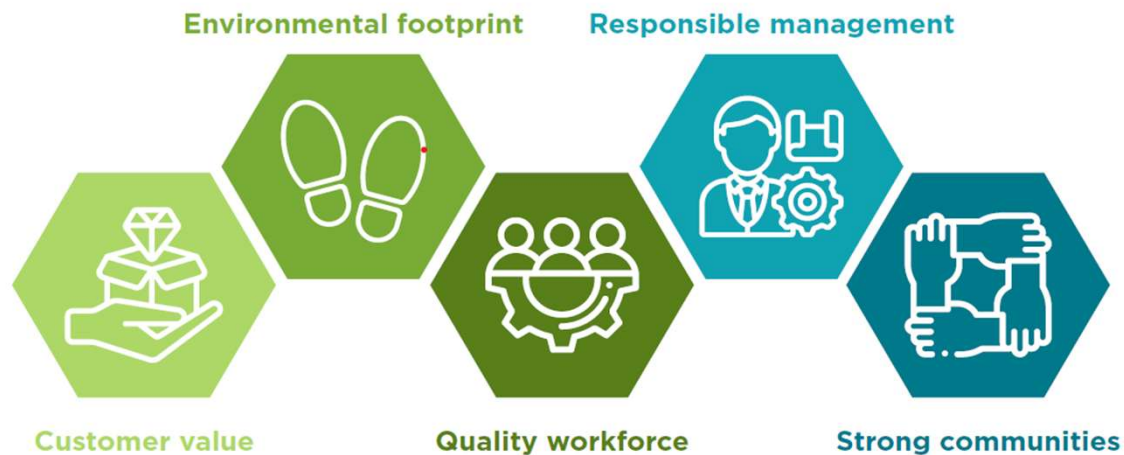 Environmental footprint
Responsible management
Customer value
Quality workforce
Strong communities